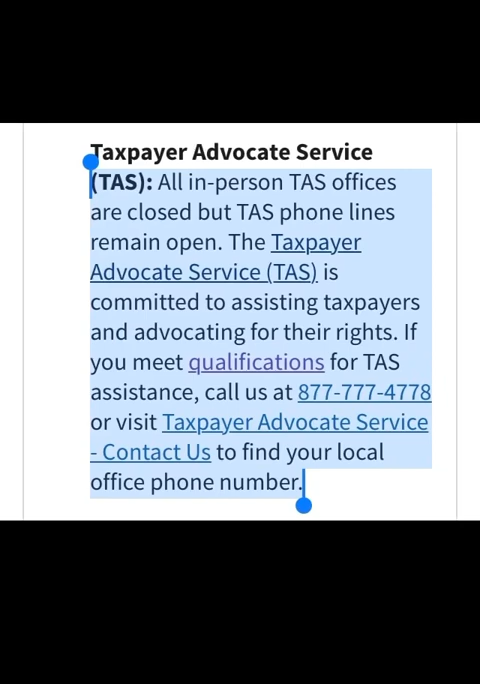 Taxpayer Advocate Service
(TAS): All in-person TAS offices
are closed but TAS phone lines
remain open. The Taxpayer
Advocate Service (TAS) is
committed to assisting taxpayers
and advocating for their rights. If
you meet qualifications for TAS
assistance, call us at 877-777-4778
or visit Taxpayer Advocate Service
- Contact Us to find your local
office phone number.